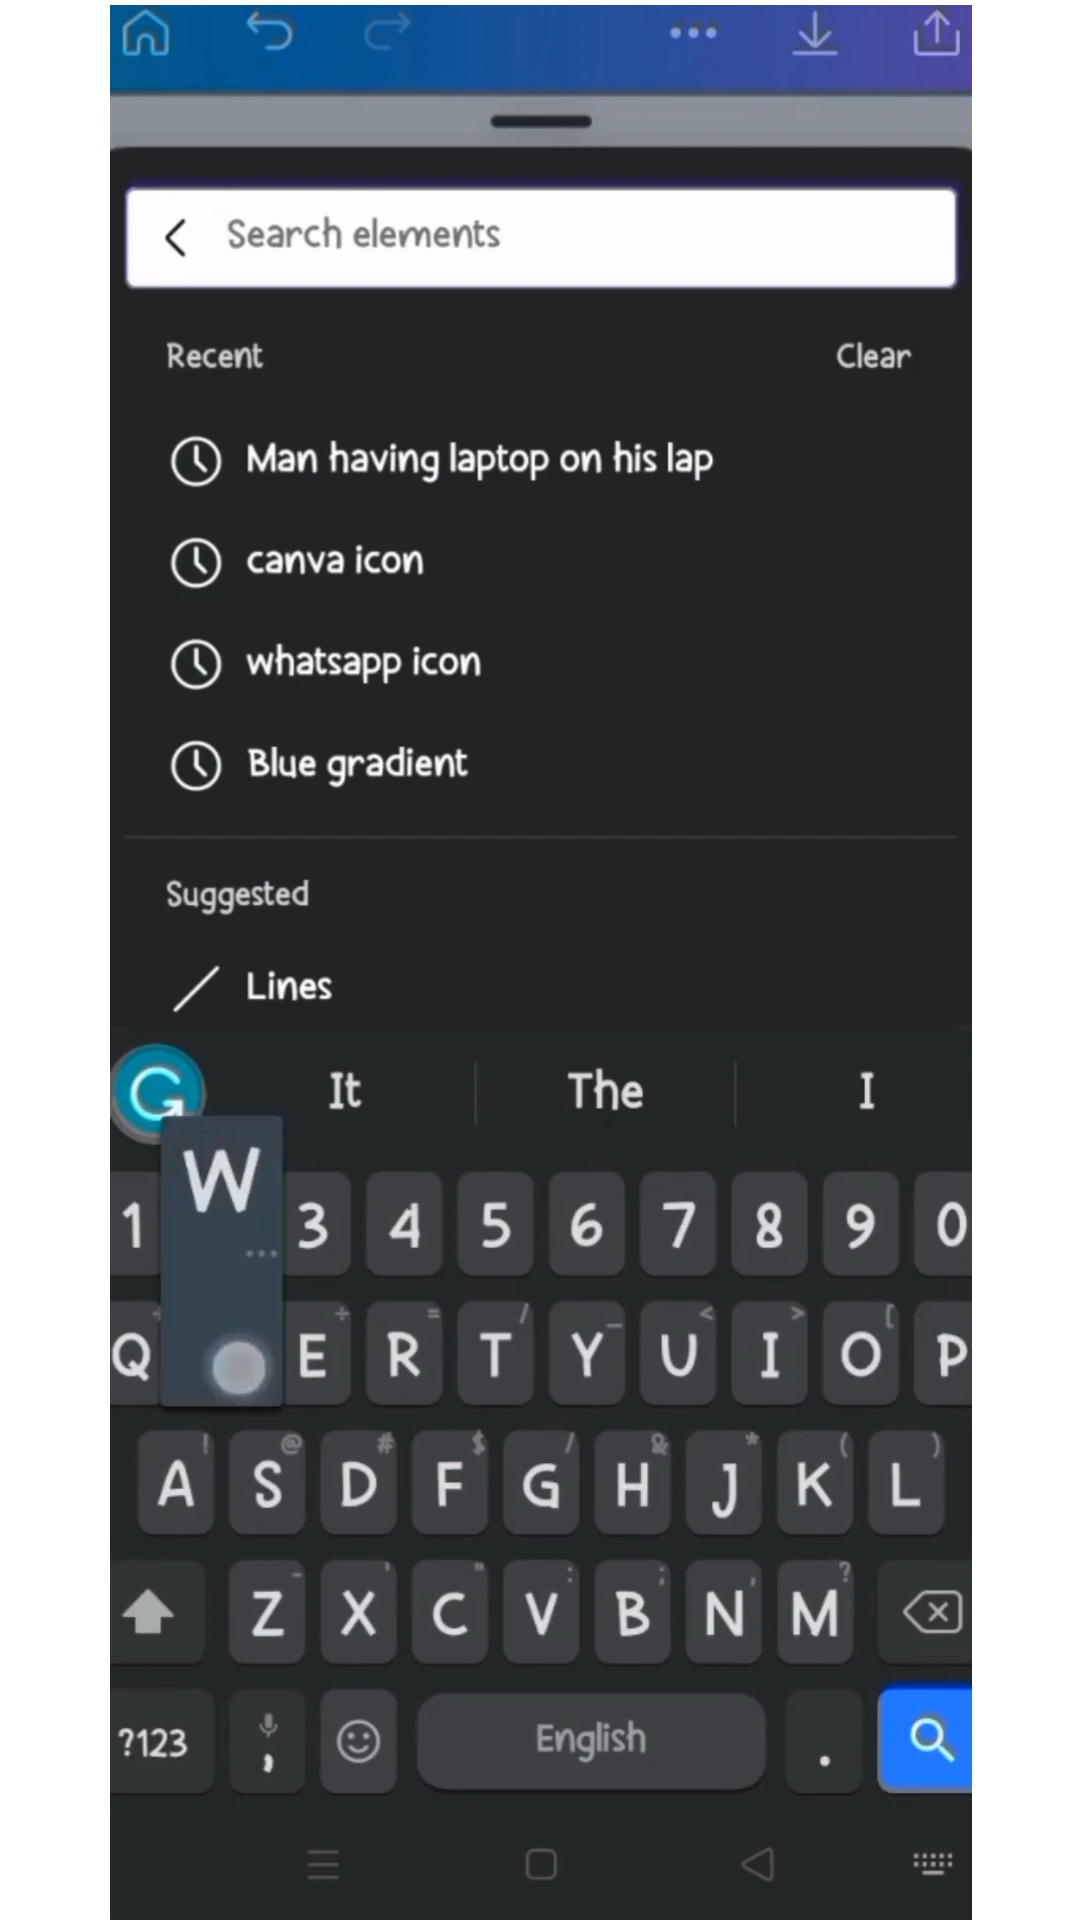 Search elements
Recent Clear
Man having laptop on his lap
canva icon
whatsapp icon
Blue gradient
Suggested
Lines
It The I
W
1 3 4 5 6 7 8 9 0
Q E ÷ R = T / Y _ U < I > O [ P
A ! S @ D # F $ G / H & J * K ( L )
Z - X ' C " V : B ; N , M ?
?123 , English .